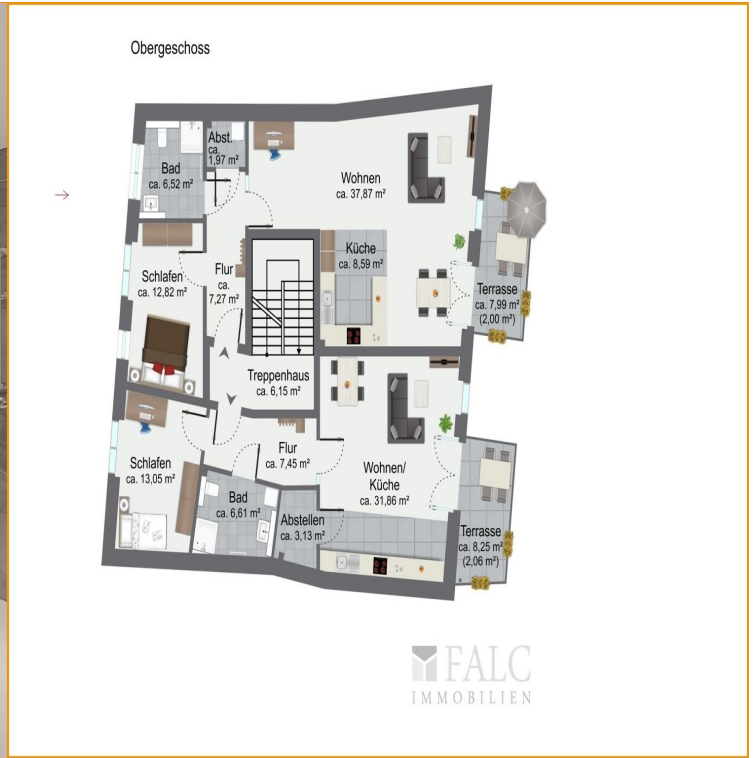 Obergeschoss
Abst.
ca.
1,97 m²
Bad
ca. 6,52 m²
Wohnen
ca. 37,87 m²
Küche
ca. 8,59 m²
Schlafen
ca. 12,82 m²
Flur
ca.
7,27 m²
Terrasse
ca. 7,99 m²
(2,00 m²)
Treppenhaus
ca. 6,15 m²
Flur
ca. 7,45 m²
Schlafen
ca. 13,05 m²
Wohnen/
Küche
ca. 31,86 m²
Bad
ca. 6,61 m²
Abstellen
ca. 3,13 m²
Terrasse
ca. 8,25 m²
(2,06 m²)
FALC
IMMOBILIEN